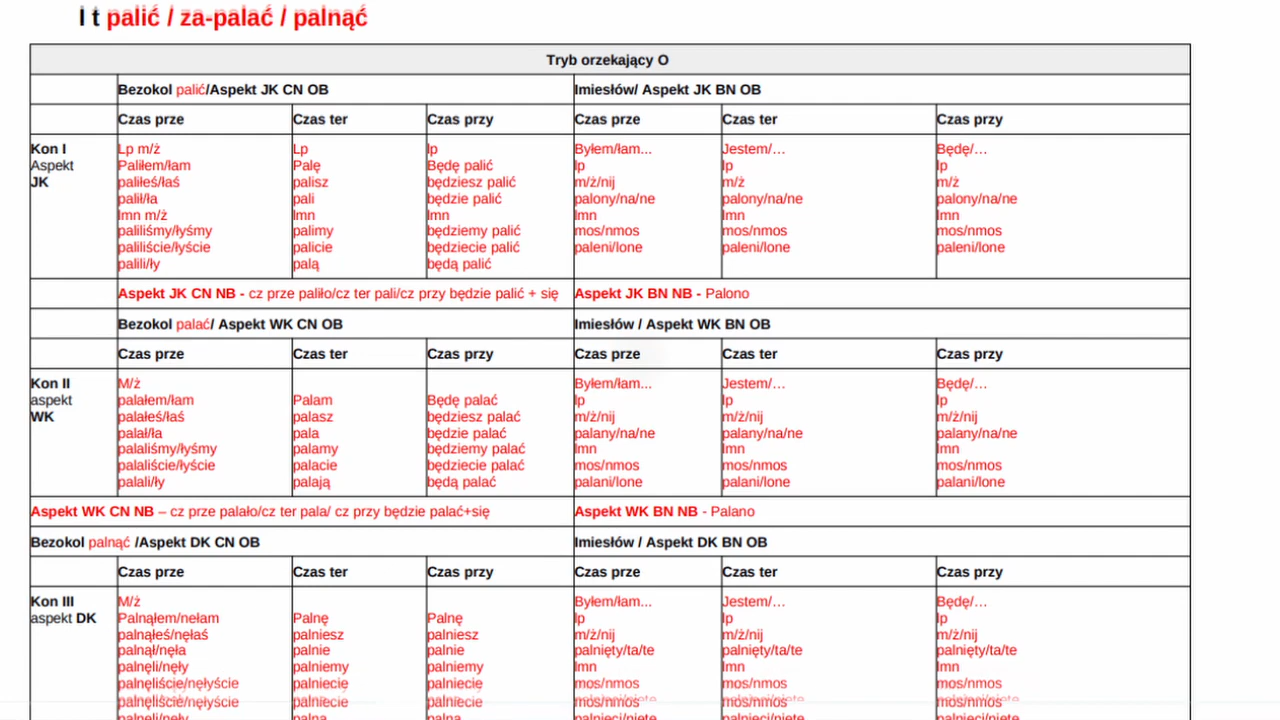 I t palić / za-palać / palnąć
Tryb orzekający O
Bezokol palić/Aspekt JK CN OB
Imiesłów/ Aspekt JK BN OB
Czas prze
Czas ter
Czas przy
Czas prze
Czas ter
Czas przy
Kon I
Aspekt
JK
Lp m/ż
Paliłem/łam
paliłeś/łaś
palił/ła
lmn m/ż
paliliśmy/łyśmy
paliliście/łyście
palili/ły
Lp
Palę
palisz
pali
lmn
palimy
palicie
palą
lp
Będę palić
będziesz palić
będzie palić
lmn
będziemy palić
będziecie palić
będą palić
Byłem/łam...
lp
m/ż/nij
palony/na/ne
lmn
mos/nmos
paleni/lone
Jestem/…
lp
m/ż
palony/na/ne
lmn
mos/nmos
paleni/lone
Będę/…
lp
m/ż
palony/na/ne
lmn
mos/nmos
paleni/lone
Aspekt JK CN NB - cz prze paliło/cz ter pali/cz przy będzie palić + się
Aspekt JK BN NB - Palono
Bezokol palać/ Aspekt WK CN OB
Imiesłów / Aspekt WK BN OB
Czas prze
Czas ter
Czas przy
Czas prze
Czas ter
Czas przy
Kon II
aspekt
WK
M/ż
palałem/łam
palałeś/łaś
palał/ła
palaliśmy/łyśmy
palaliście/łyście
palali/ły
Palam
palasz
pala
palamy
palacie
palają
Będę palać
będziesz palać
będzie palać
będziemy palać
będziecie palać
będą palać
Byłem/łam...
lp
m/ż/nij
palany/na/ne
lmn
mos/nmos
palani/lone
Jestem/…
lp
m/ż/nij
palany/na/ne
lmn
mos/nmos
palani/lone
Będę/…
lp
m/ż/nij
palany/na/ne
lmn
mos/nmos
palani/lone
Aspekt WK CN NB – cz prze palało/cz ter pala/ cz przy będzie palać+się
Aspekt WK BN NB - Palano
Bezokol palnąć /Aspekt DK CN OB
Imiesłów / Aspekt DK BN OB
Czas prze
Czas ter
Czas przy
Czas prze
Czas ter
Czas przy
Kon III
aspekt DK
M/ż
Palnąłem/nełam
palnąłeś/nęłaś
palnął/nęła
palnęli/nęły
palnęliście/nęłyście
palnęliście/nęłyście
palnęli/nęły
Palnę
palniesz
palnie
palniemy
palniecie
palniecie
Palnę
palniesz
palnie
palniemy
palniecie
palniecie
Byłem/łam...
lp
m/ż/nij
palnięty/ta/te
lmn
mos/nmos
mos/nmos
palnięci/nięte
Jestem/…
lp
m/ż/nij
palnięty/ta/te
lmn
mos/nmos
mos/nmos
palnięci/nięte
Będę/…
lp
m/ż/nij
palnięty/ta/te
lmn
mos/nmos
mos/nmos
palnięci/nięte